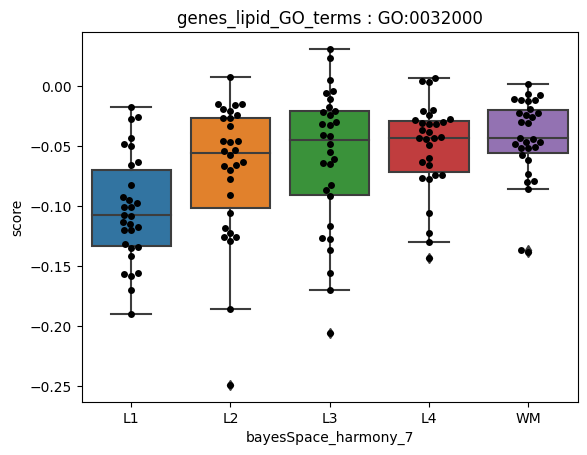 genes_lipid_GO_terms : GO:0032000
0.00
−0.05
−0.10
−0.15
−0.20
−0.25
score
L1 L2 L3 L4 WM
bayesSpace_harmony_7